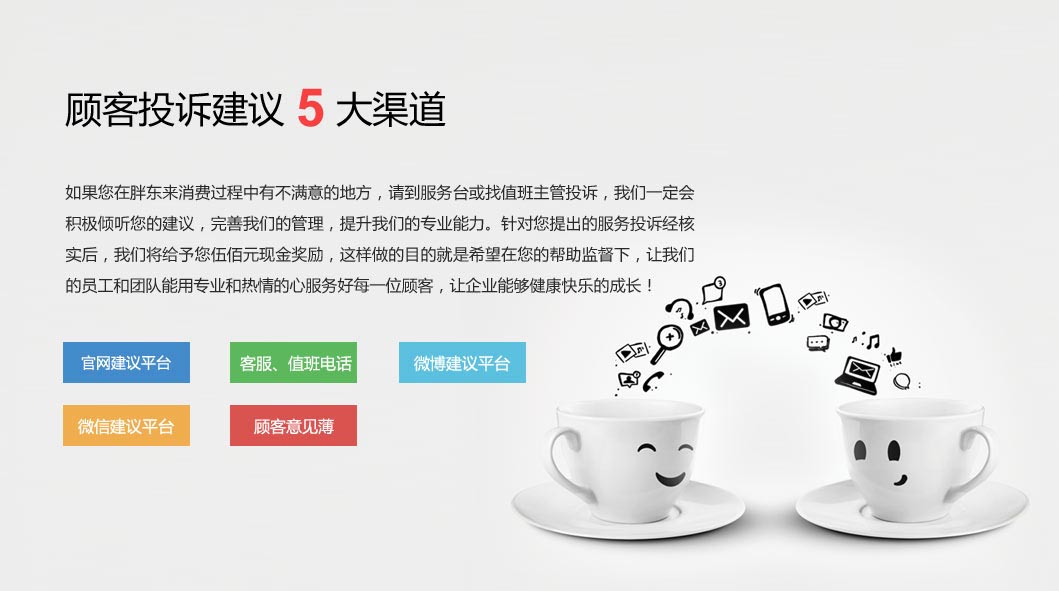 顾客投诉建议 5 大渠道
如果您在胖东来消费过程中有不满意的地方，请到服务台或找值班主管投诉，我们一定会
积极倾听您的建议，完善我们的管理，提升我们的专业能力。针对您提出的服务投诉经核
实后，我们将给予您伍佰元现金奖励，这样做的目的就是希望在您的帮助监督下，让我们
的员工和团队能用专业和热情的心服务好每一位顾客，让企业能够健康快乐的成长！
官网建议平台
客服、值班电话
微博建议平台
微信建议平台
顾客意见薄